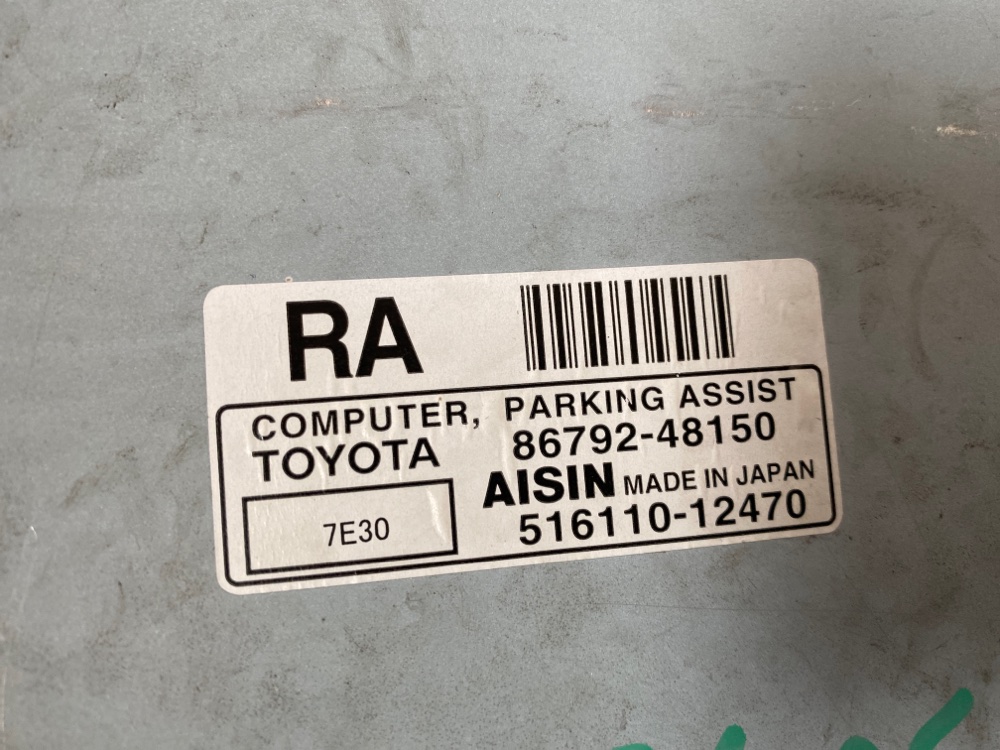 RA
COMPUTER, PARKING ASSIST
TOYOTA 86792-48150
AISIN MADE IN JAPAN
7E30 516110-12470